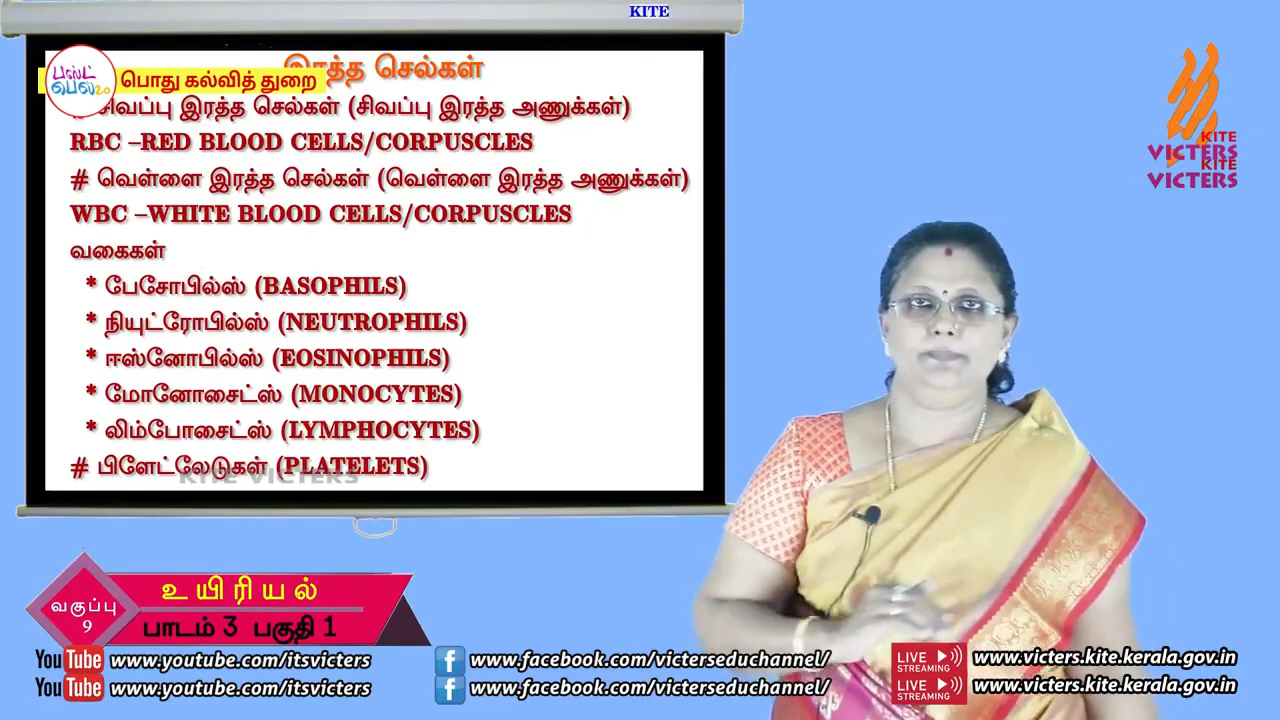 KITE
இரத்த செல்கள்
பஸ்ட் பெல் 2.0
பொது கல்வித் துறை
# சிவப்பு இரத்த செல்கள் (சிவப்பு இரத்த அணுக்கள்)
RBC –RED BLOOD CELLS/CORPUSCLES
# வெள்ளை இரத்த செல்கள் (வெள்ளை இரத்த அணுக்கள்)
WBC –WHITE BLOOD CELLS/CORPUSCLES
வகைகள்
* பேசோபில்ஸ் (BASOPHILS)
* நியுட்ரோபில்ஸ் (NEUTROPHILS)
* ஈஸ்னோபில்ஸ் (EOSINOPHILS)
* மோனோசைட்ஸ் (MONOCYTES)
* லிம்போசைட்ஸ் (LYMPHOCYTES)
# பிளேட்லேடுகள் (PLATELETS)
KITE VICTERS
KITE
VICTERS
KITE
VICTERS
வகுப்பு
9
உயிரியல்
பாடம் 3 பகுதி 1
YouTube www.youtube.com/itsvicters
f www.facebook.com/victerseduchannel/
LIVE STREAMING www.victers.kite.kerala.gov.in
YouTube www.youtube.com/itsvicters
f www.facebook.com/victerseduchannel/
LIVE STREAMING www.victers.kite.kerala.gov.in